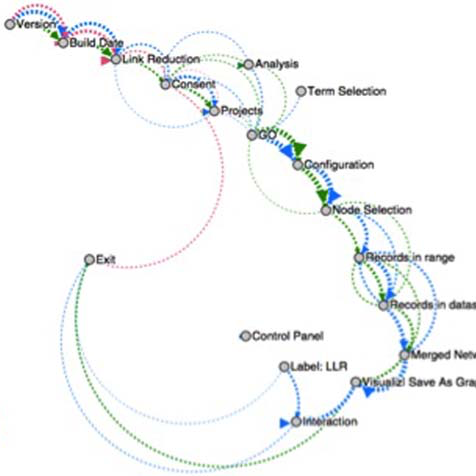 Version
Build Date
Link Reduction
Analysis
Consent
Term Selection
Projects
GO
Configuration
Node Selection
Records in range
Exit
Records in datas
Control Panel
Merged Netw
Label: LLR
Visualizi Save As Gra
Interaction